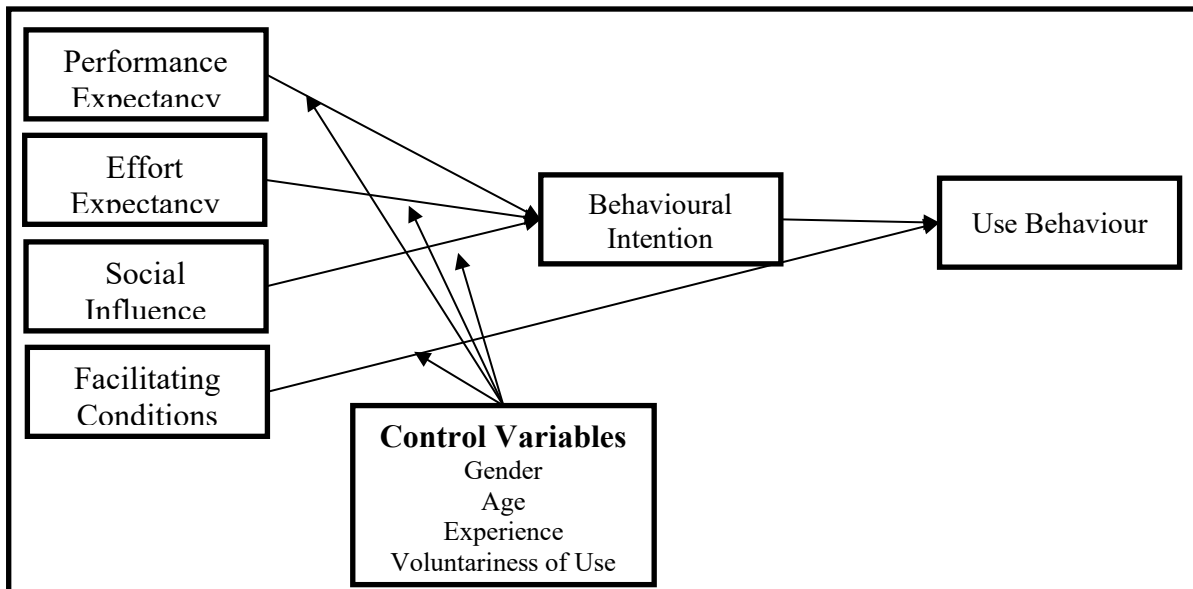 Performance
Expectancy
Effort
Expectancy
Social
Influence
Facilitating
Conditions
Behavioural
Intention
Use Behaviour
Control Variables
Gender
Age
Experience
Voluntariness of Use